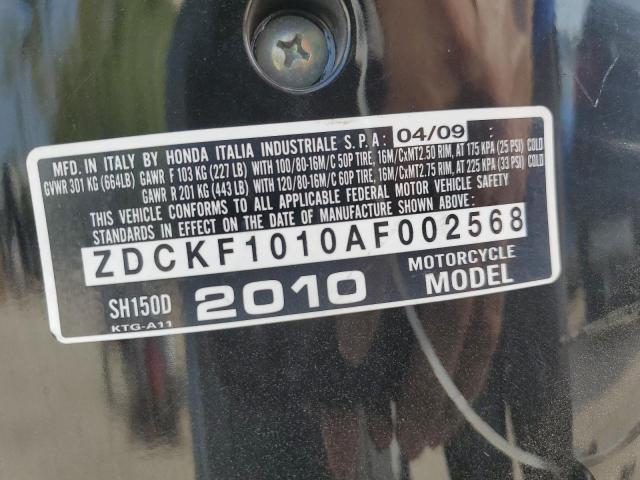 MFD. IN ITALY BY HONDA ITALIA INDUSTRIALE S.P.A: 04/09 :
GVWR 301 KG (664LB) GAWR F 103 KG (227 LB) WITH 100/80-16M/C 50P TIRE, 16M/CxMT2.50 RIM, AT 175 KPA (25 PSI) COLD
GAWR R 201 KG (443 LB) WITH 120/80-16M/C 60P TIRE, 16M/CxMT2.75 RIM, AT 225 KPA (33 PSI) COLD
THIS VEHICLE CONFORMS TO ALL APPLICABLE FEDERAL MOTOR VEHICLE SAFETY
STANDARDS IN EFFECT ON THE DATE OF MANUFACTURE SHOWN ABOVE.
ZDCKF1010AF002568
SH150D 2010 MOTORCYCLE MODEL
KTG-A11